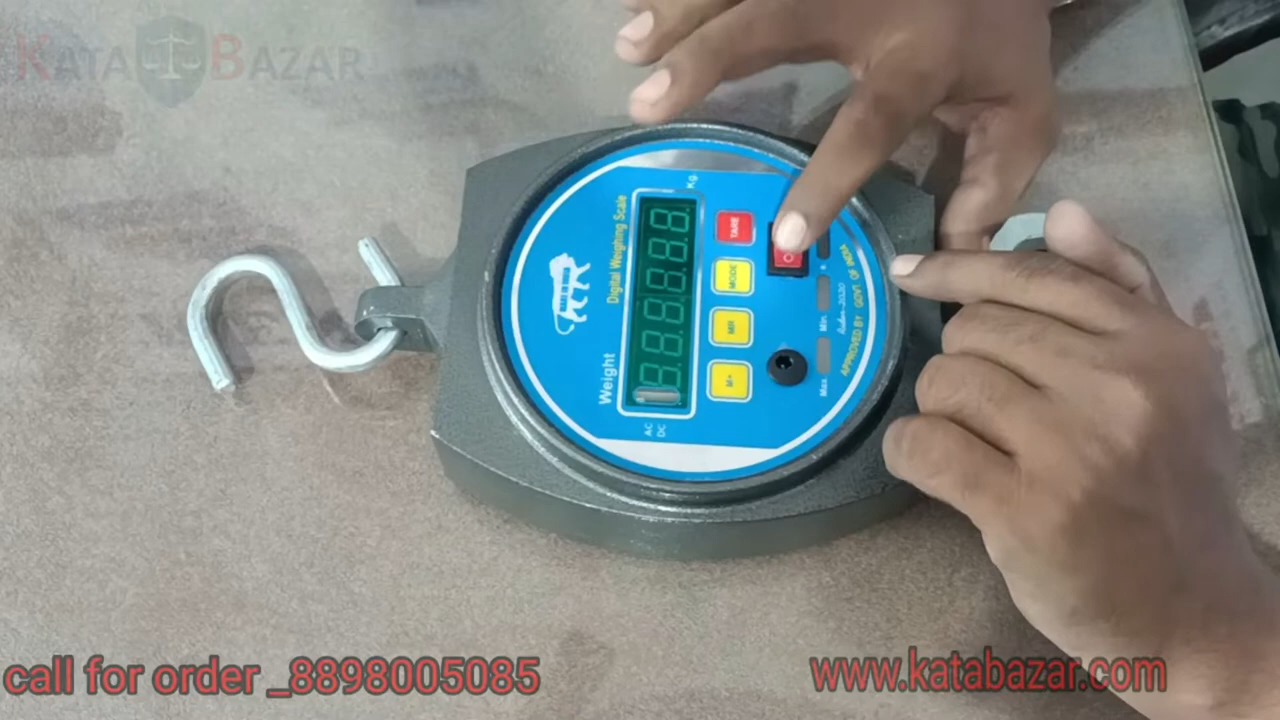 KATA BAZAR
Digital Weighing Scale
Weight
Kg.
AC
DC
TARE
MODE
MR
M+
Min.
Max.
APPROVED BY GOVT. OF INDIA
call for order _8898005085
www.katabazar.com